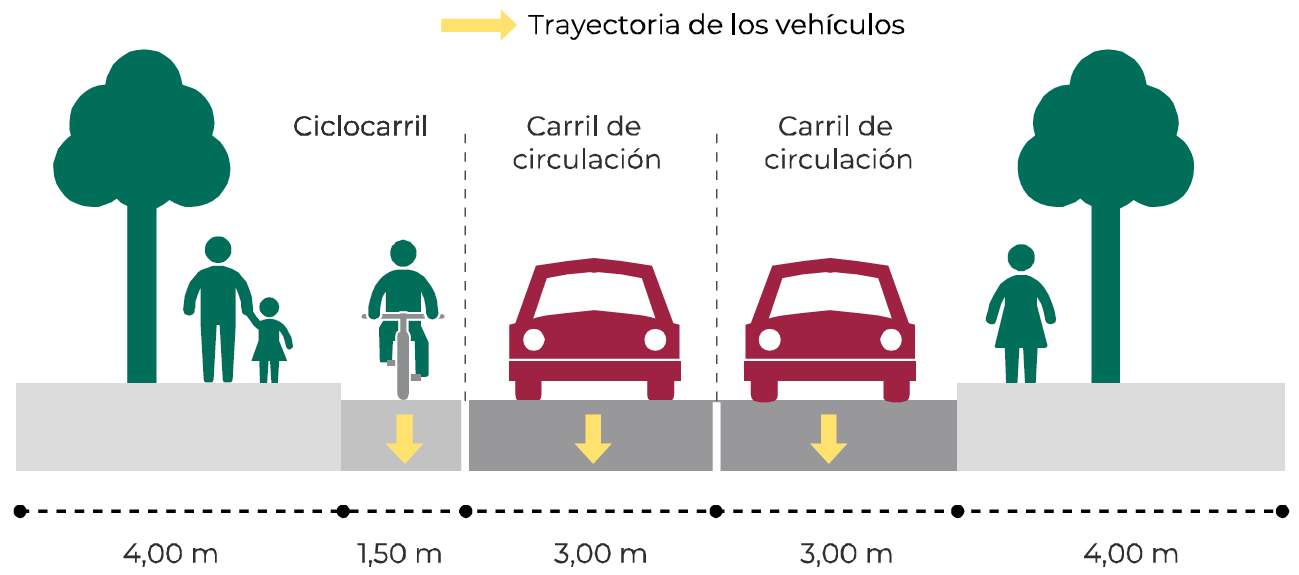 Trayectoria de los vehículos
Ciclocarril
Carril de
circulación
Carril de
circulación
4,00 m
1,50 m
3,00 m
3,00 m
4,00 m